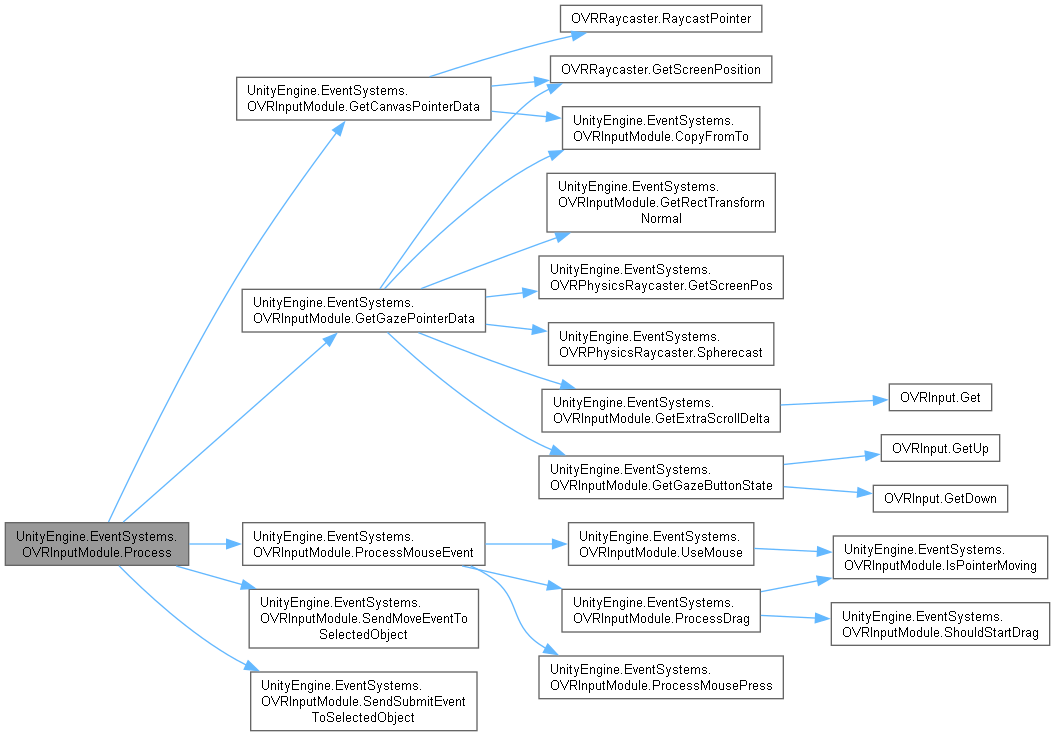 OVRRaycaster.RaycastPointer
OVRRaycaster.GetScreenPosition
UnityEngine.EventSystems.
OVRInputModule.GetCanvasPointerData
UnityEngine.EventSystems.
OVRInputModule.CopyFromTo
UnityEngine.EventSystems.
OVRInputModule.GetRectTransform
Normal
UnityEngine.EventSystems.
OVRPhysicsRaycaster.GetScreenPos
UnityEngine.EventSystems.
OVRInputModule.GetGazePointerData
UnityEngine.EventSystems.
OVRPhysicsRaycaster.Spherecast
UnityEngine.EventSystems.
OVRInputModule.GetExtraScrollDelta
OVRInput.Get
OVRInput.GetUp
UnityEngine.EventSystems.
OVRInputModule.GetGazeButtonState
OVRInput.GetDown
UnityEngine.EventSystems.
OVRInputModule.Process
UnityEngine.EventSystems.
OVRInputModule.ProcessMouseEvent
UnityEngine.EventSystems.
OVRInputModule.UseMouse
UnityEngine.EventSystems.
OVRInputModule.IsPointerMoving
UnityEngine.EventSystems.
OVRInputModule.SendMoveEventTo
SelectedObject
UnityEngine.EventSystems.
OVRInputModule.ProcessDrag
UnityEngine.EventSystems.
OVRInputModule.ShouldStartDrag
UnityEngine.EventSystems.
OVRInputModule.ProcessMousePress
UnityEngine.EventSystems.
OVRInputModule.SendSubmitEvent
ToSelectedObject